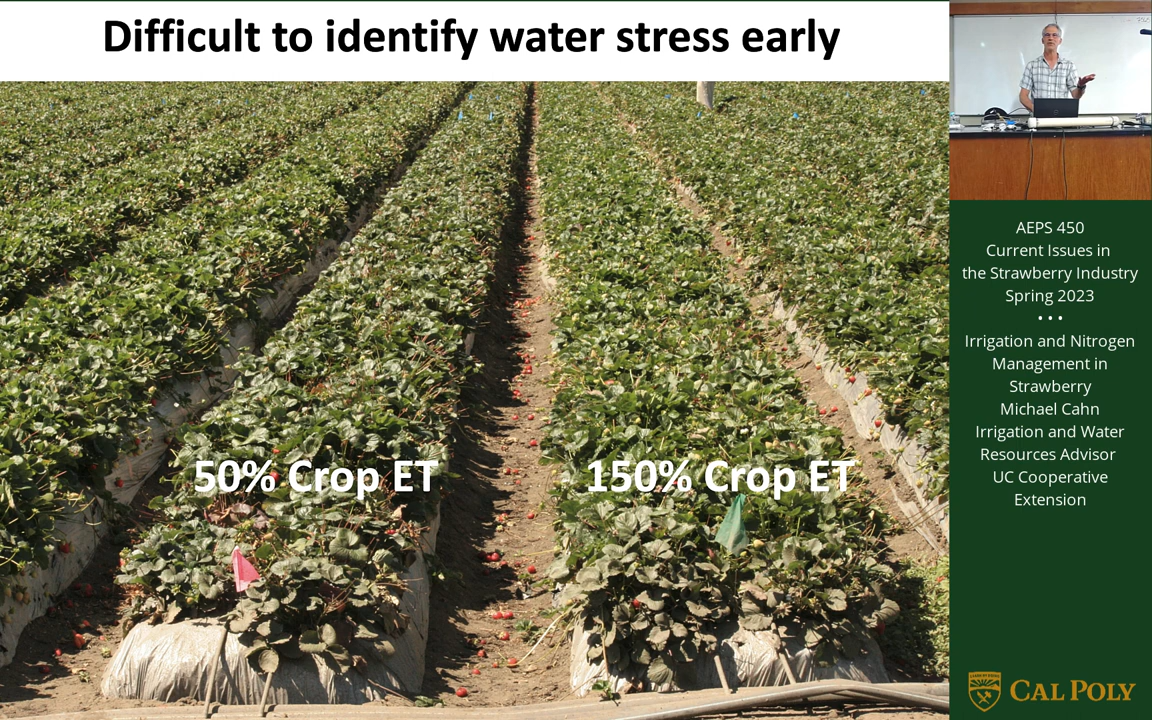 Difficult to identify water stress early
50% Crop ET
150% Crop ET
AEPS 450
Current Issues in
the Strawberry Industry
Spring 2023
• • •
Irrigation and Nitrogen
Management in
Strawberry
Michael Cahn
Irrigation and Water
Resources Advisor
UC Cooperative
Extension
CAL POLY